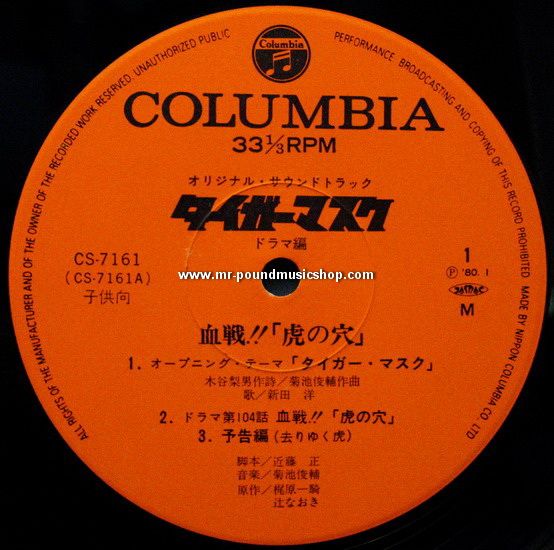 ALL RIGHTS OF THE MANUFACTURER AND OF THE OWNER OF THE RECORDED WORK RESERVED. UNAUTHORIZED PUBLIC PERFORMANCE, BROADCASTING AND COPYING OF THIS RECORD PROHIBITED MADE BY NIPPON COLUMBIA CO., LTD
Columbia
COLUMBIA
33⅓RPM
オリジナル・サウンドトラック
タイガーマスク
ドラマ編
CS-7161
(CS-7161A)
子供向
1
Ⓟ '80. 1
M
www.mr-poundmusicshop.com
血戦!!「虎の穴」
1. オープニング・テーマ「タイガー・マスク」
木谷梨男作詩/菊池俊輔作曲
歌/新田 洋
2. ドラマ第104話 血戦!!「虎の穴」
3. 予告編(去りゆく虎)
脚本/近藤 正
音楽/菊池俊輔
原作/梶原一騎
辻なおき